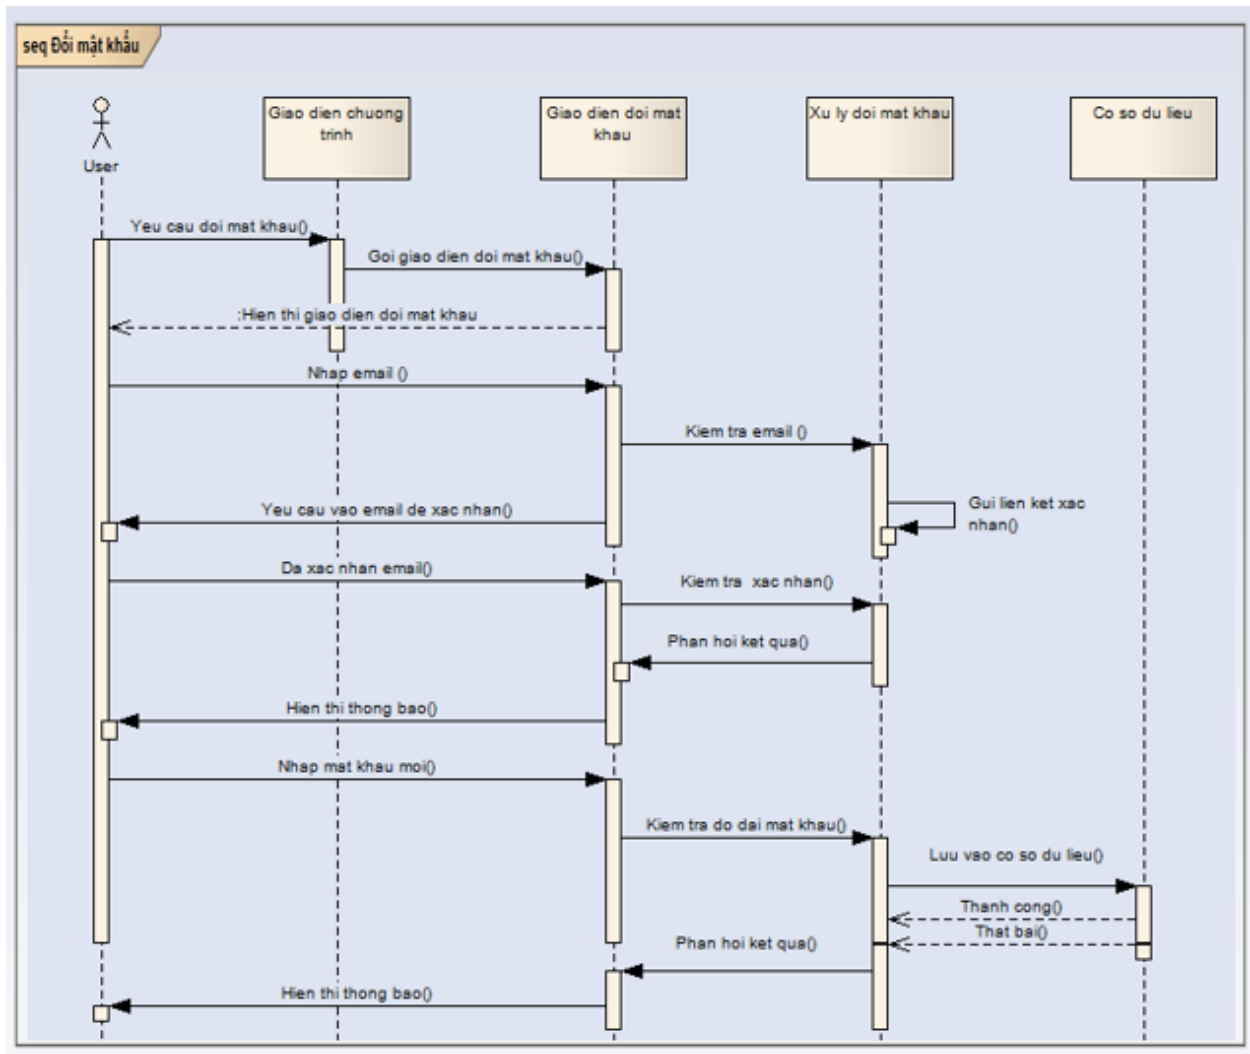 seq Đổi mật khẩu
User
Giao dien chuong
trinh
Giao dien doi mat
khau
Xu ly doi mat khau
Co so du lieu
Yeu cau doi mat khau()
Goi giao dien doi mat khau()
:Hien thi giao dien doi mat khau
Nhap email ()
Kiem tra email ()
Gui lien ket xac
nhan()
Yeu cau vao email de xac nhan()
Da xac nhan email()
Kiem tra  xac nhan()
Phan hoi ket qua()
Hien thi thong bao()
Nhap mat khau moi()
Kiem tra do dai mat khau()
Luu vao co so du lieu()
Thanh cong()
That bai()
Phan hoi ket qua()
Hien thi thong bao()